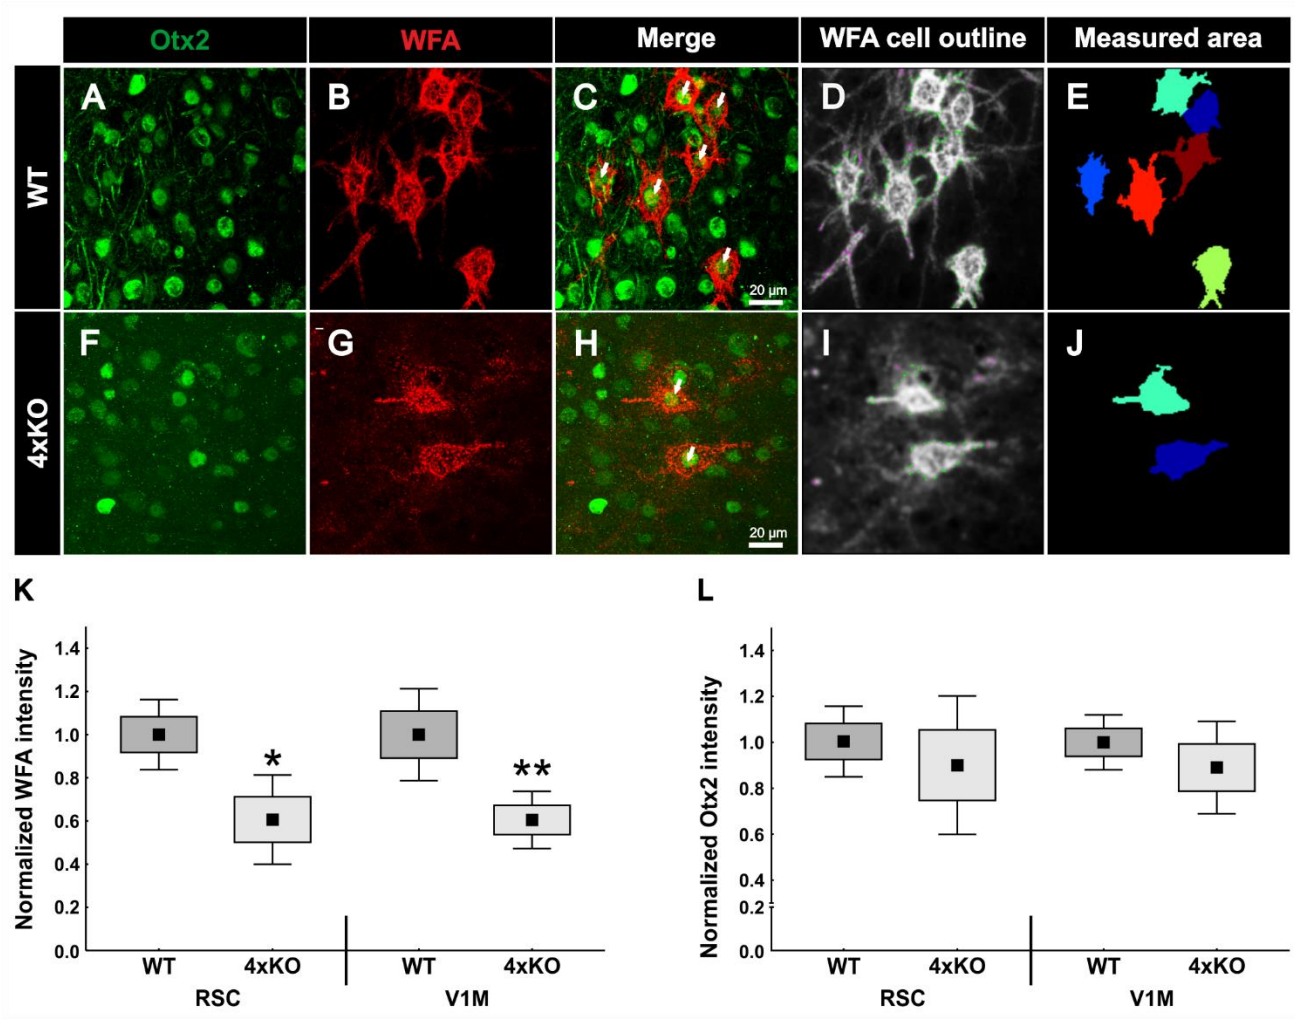 Otx2 WFA Merge WFA cell outline Measured area
WT
A B C D E
20 µm
4xKO
F G H I J
20 µm
K L
Normalized WFA intensity
1.4
1.2
1.0
0.8
0.6
0.4
0.2
0.0
* **
WT 4xKO WT 4xKO
RSC V1M
Normalized Otx2 intensity
1.4
1.2
1.0
0.8
0.6
0.4
0.2
0.0
WT 4xKO WT 4xKO
RSC V1M